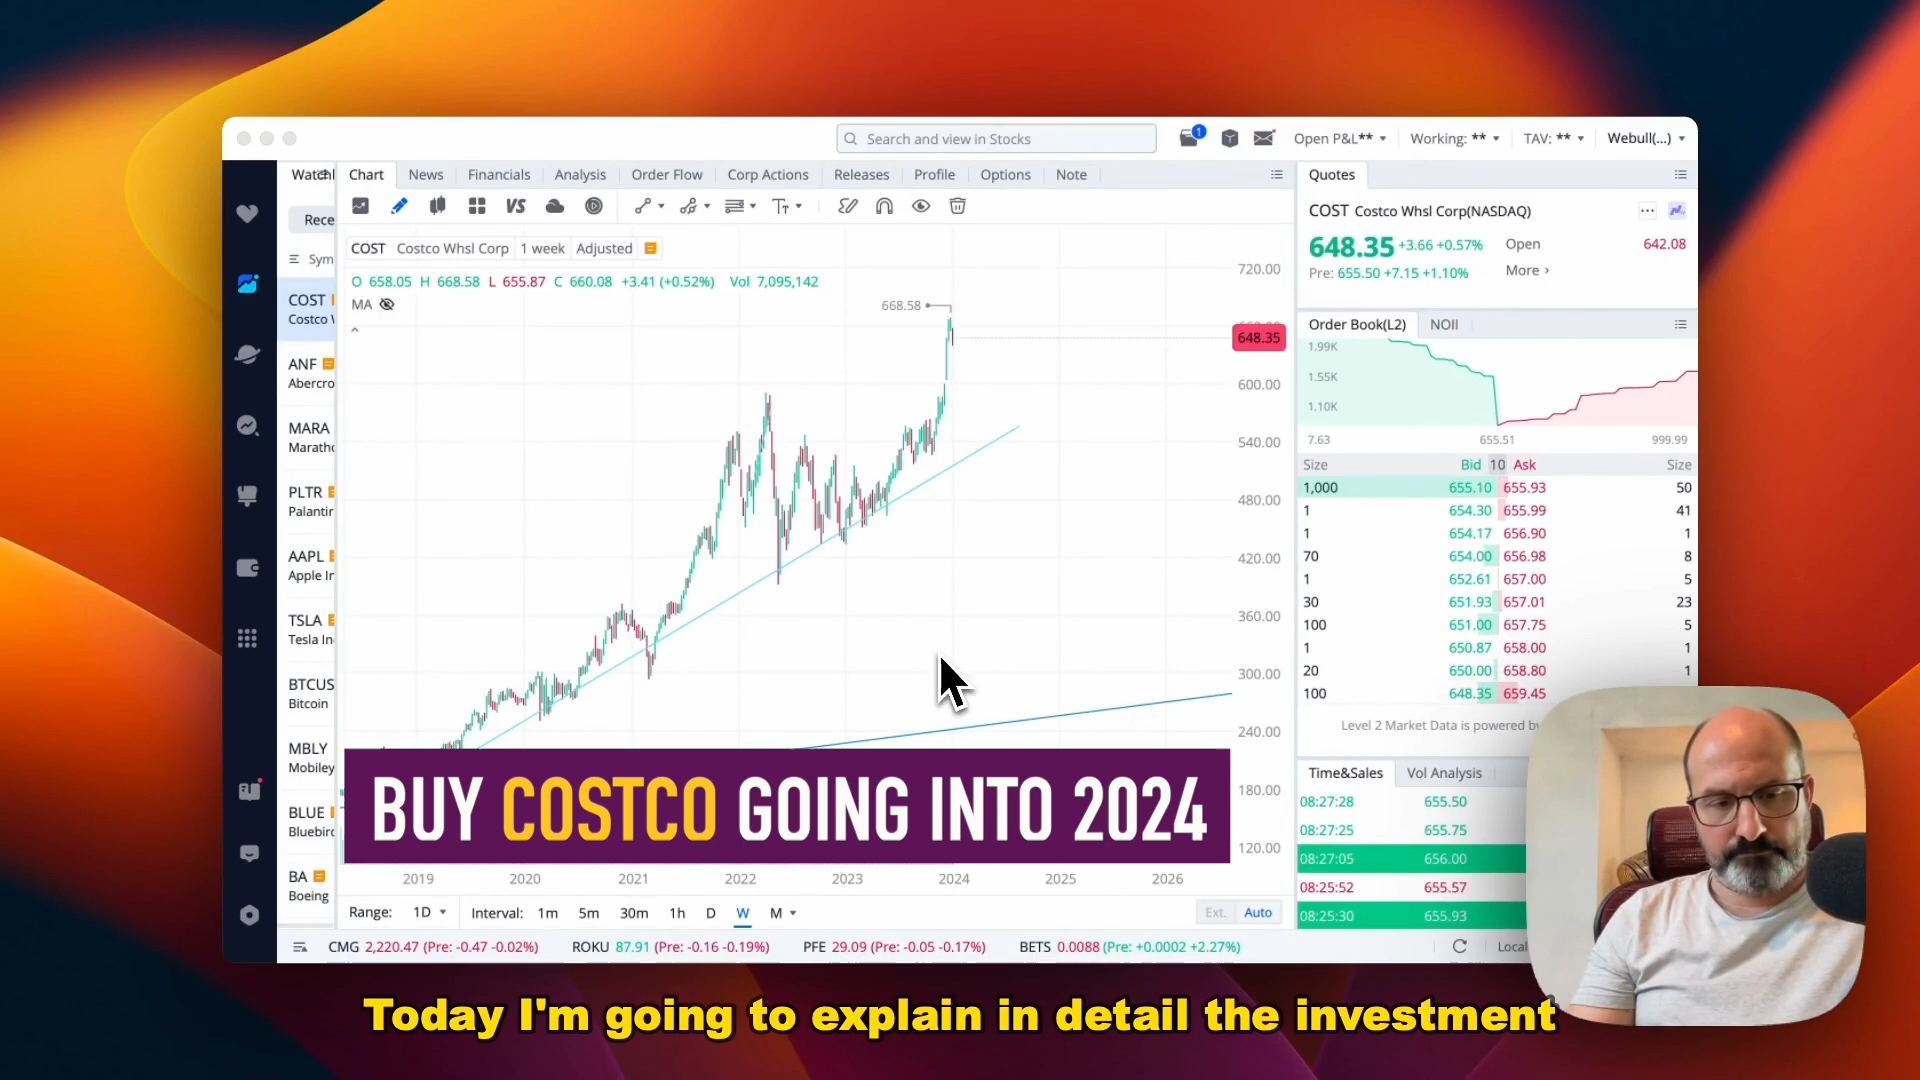 Search and view in Stocks
1
Open P&L**
Working: **
TAV: **
Webull(...)
Chart
News
Financials
Analysis
Order Flow
Corp Actions
Releases
Profile
Options
Note
Rece
Sym
COST
Costco
ANF
Abercro
MARA
PLTR
Palantir
AAPL
Apple In
TSLA
Tesla In
BTCUS
Bitcoin
MBLY
Mobiley
BLUE
Bluebird
BA
Boeing
VS
COST Costco Whsl Corp 1 week Adjusted
O 658.05 H 668.58 L 655.87 C 660.08 +3.41 (+0.52%) Vol 7,095,142
MA
668.58
720.00
648.35
600.00
540.00
480.00
420.00
360.00
300.00
240.00
180.00
120.00
BUY COSTCO GOING INTO 2024
2019 2020 2021 2022 2023 2024 2025 2026
Range: 1D Interval: 1m 5m 30m 1h D W M
Ext. Auto
CMG 2,220.47 (Pre: -0.47 -0.02%) ROKU 87.91 (Pre: -0.16 -0.19%) PFE 29.09 (Pre: -0.05 -0.17%) BETS 0.0088 (Pre: +0.0002 +2.27%)
Local
Quotes
COST Costco Whsl Corp(NASDAQ)
648.35 +3.66 +0.57% Open 642.08
Pre: 655.50 +7.15 +1.10% More
Order Book(L2) NOII
1.99K
1.55K
1.10K
7.63 655.51 999.99
Size Bid 10 Ask Size
1,000 655.10 655.93 50
1 654.30 655.99 41
1 654.17 656.90 1
70 654.00 656.98 8
1 652.61 657.00 5
30 651.93 657.01 23
100 651.00 657.75 5
1 650.87 658.00 1
20 650.00 658.80 1
100 648.35 659.45
Level 2 Market Data is powered by
Time&Sales Vol Analysis
08:27:28 655.50
08:27:25 655.75
08:27:05 656.00
08:25:52 655.57
08:25:30 655.93
Today I'm going to explain in detail the investment